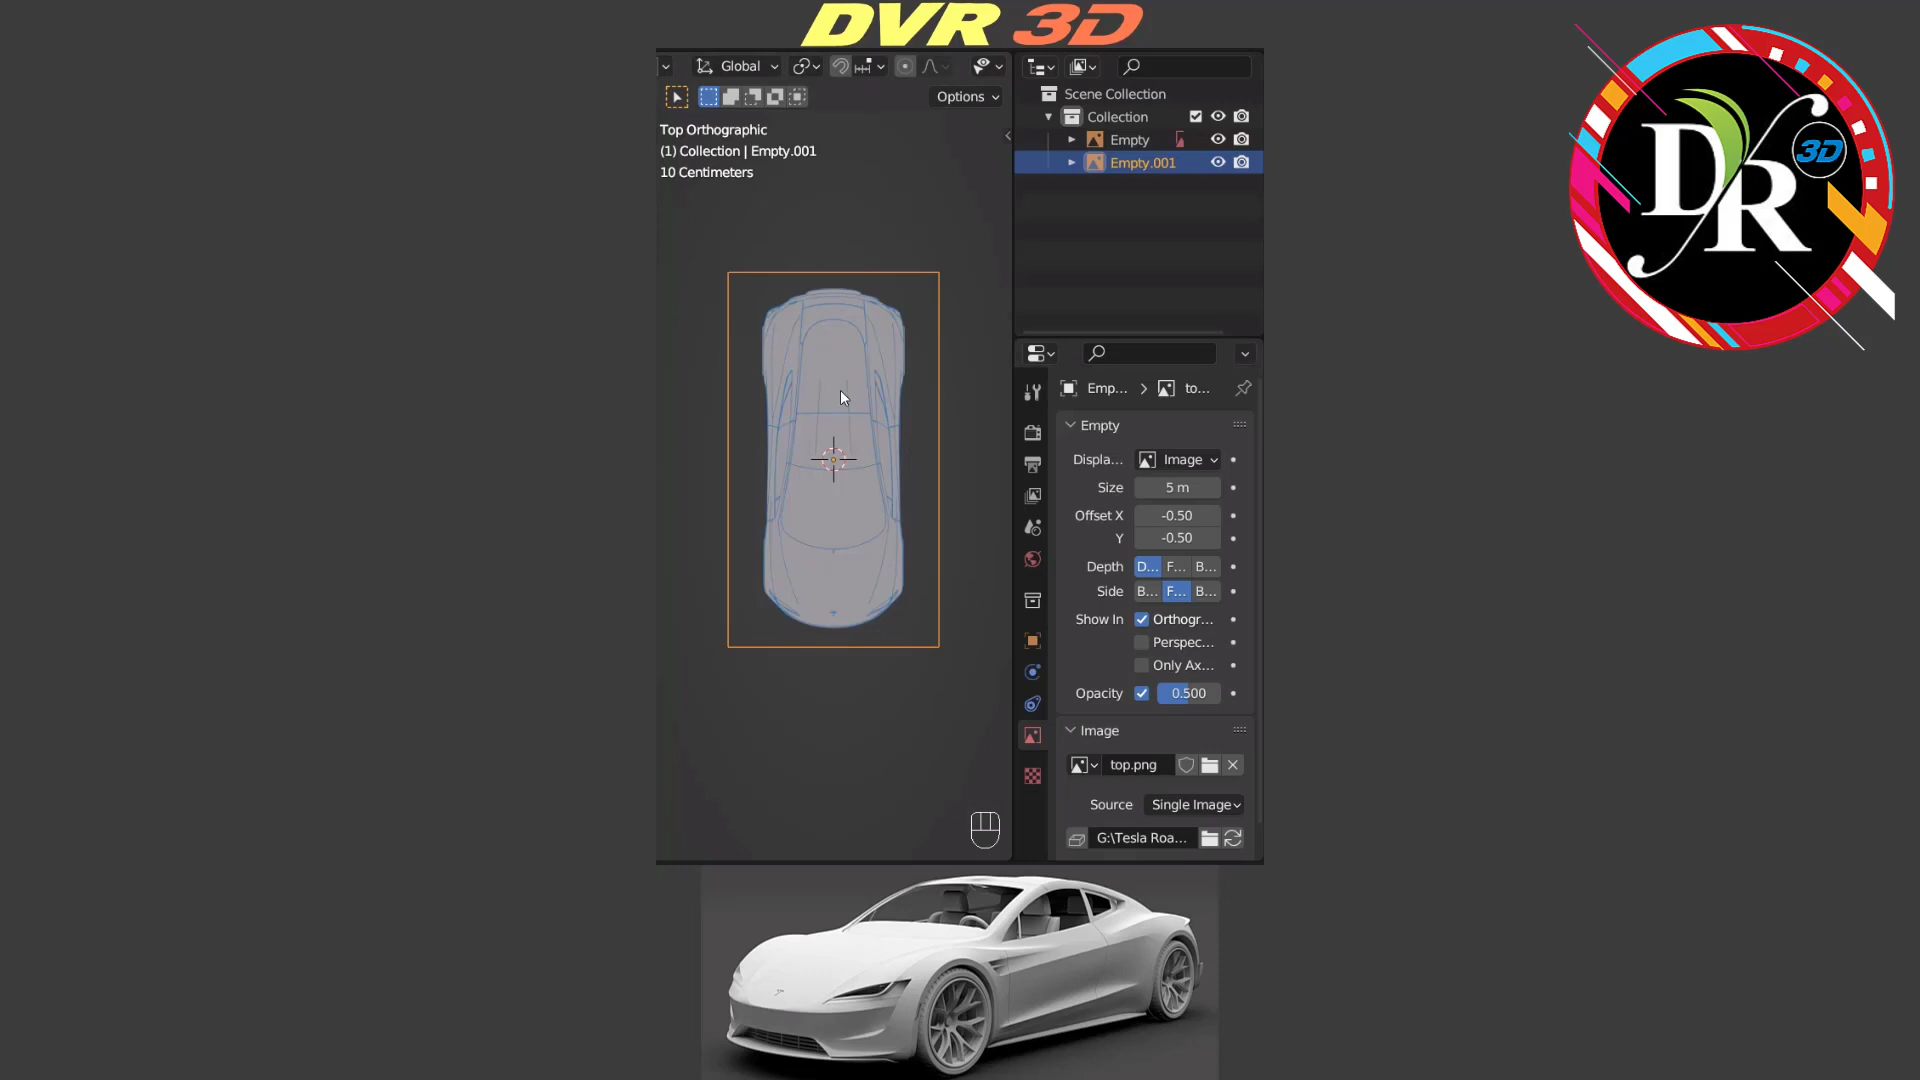 DVR 3D
Global
Options
Top Orthographic
(1) Collection | Empty.001
10 Centimeters
Scene Collection
Collection
Empty
Empty.001
Emp...
to...
Empty
Displa...
Image
Size
5 m
Offset X
-0.50
Y
-0.50
Depth
D...
F...
B...
Side
B...
F...
B...
Show In
Orthogr...
Perspec...
Only Ax...
Opacity
0.500
Image
top.png
Source
Single Image
G:\Tesla Roa...
DR
3D